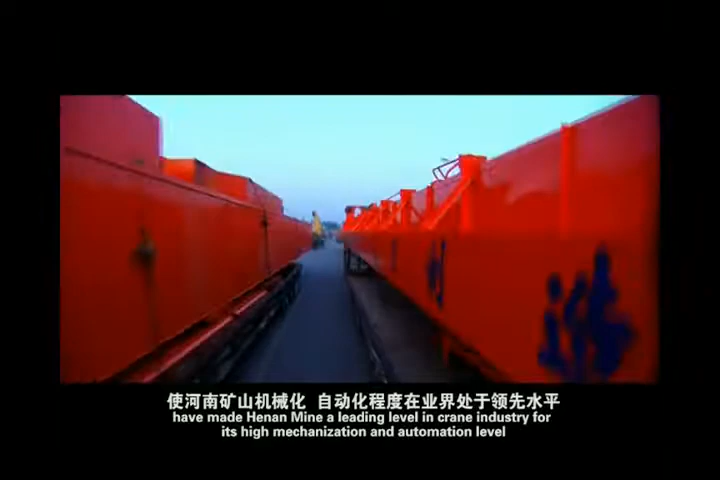 使河南矿山机械化 自动化程度在业界处于领先水平
have made Henan Mine a leading level in crane industry for
its high mechanization and automation level